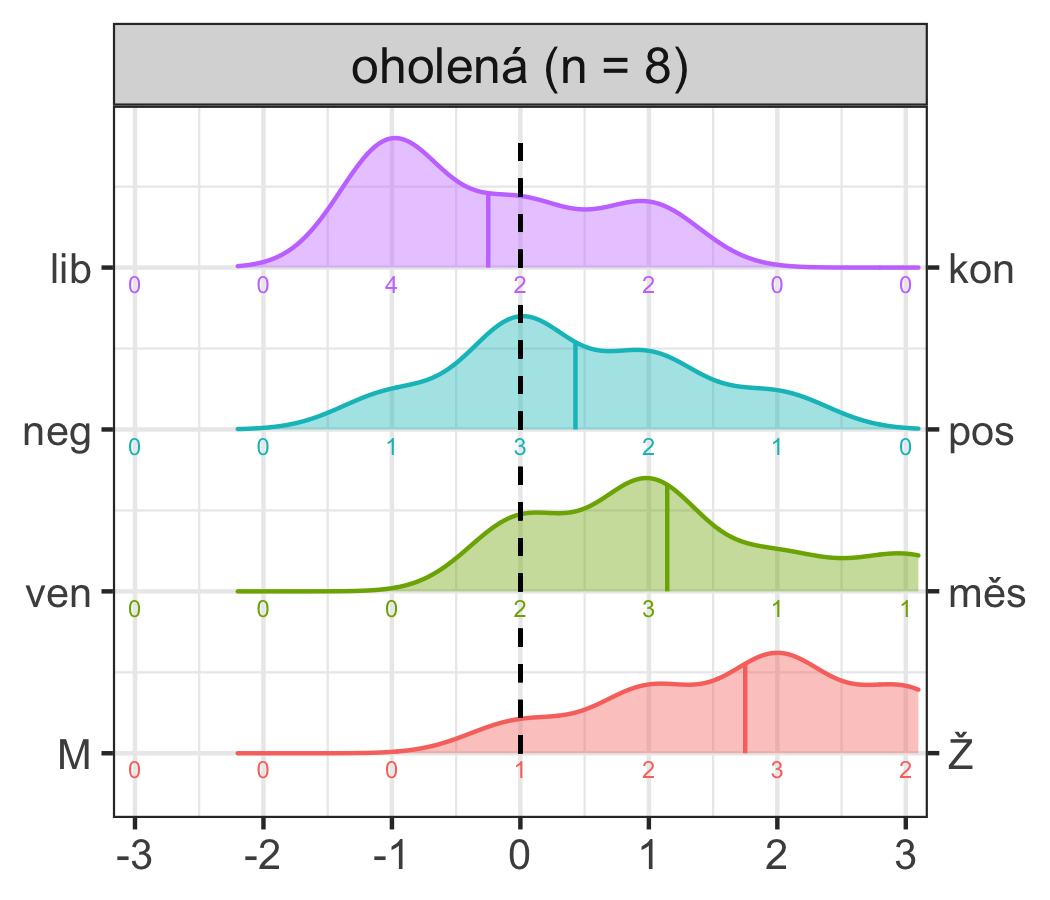 oholená (n = 8)
lib kon
0 0 4 2 2 0 0
neg pos
0 0 1 3 2 1 0
ven měs
0 0 0 2 3 1 1
M Ž
0 0 0 1 2 3 2
-3 -2 -1 0 1 2 3